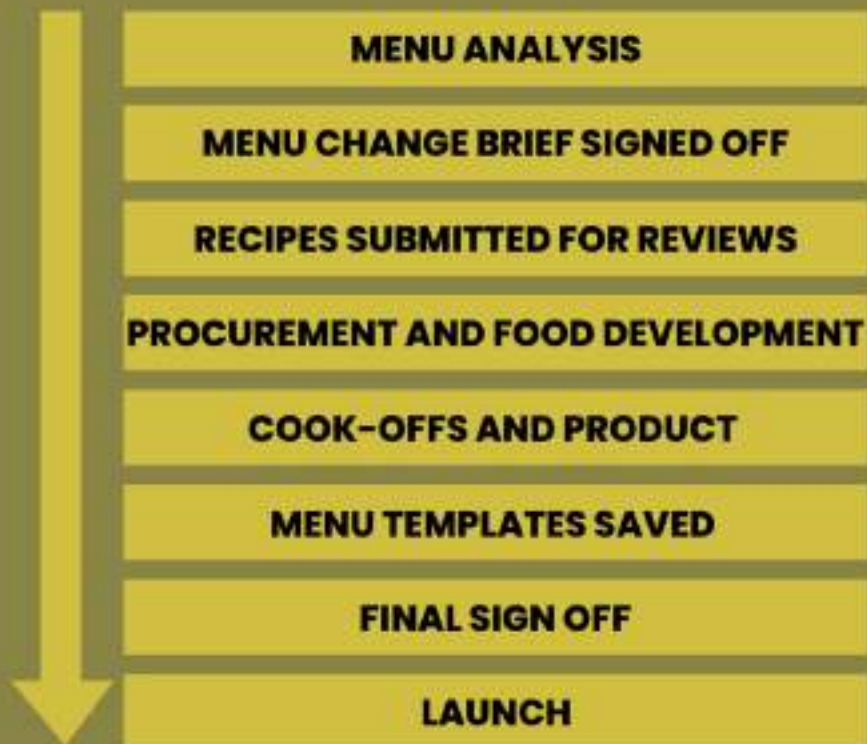 MENU ANALYSIS
MENU CHANGE BRIEF SIGNED OFF
RECIPES SUBMITTED FOR REVIEWS
PROCUREMENT AND FOOD DEVELOPMENT
COOK-OFFS AND PRODUCT
MENU TEMPLATES SAVED
FINAL SIGN OFF
LAUNCH